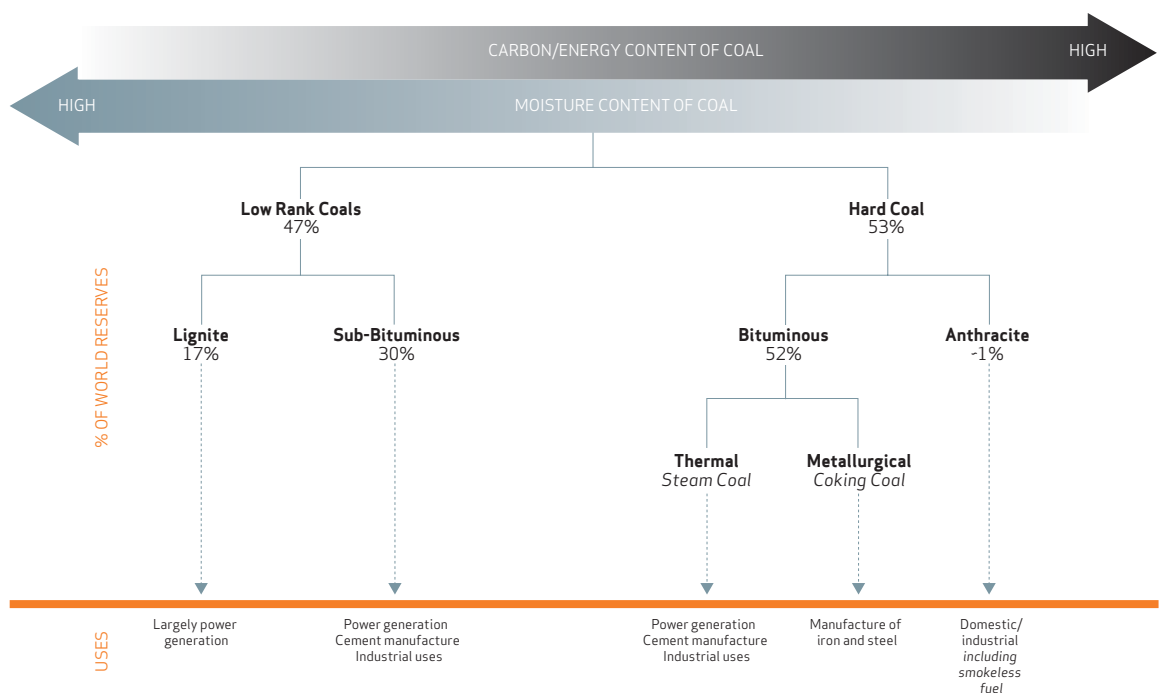 CARBON/ENERGY CONTENT OF COAL
HIGH
HIGH
MOISTURE CONTENT OF COAL
Low Rank Coals
47%
Hard Coal
53%
% OF WORLD RESERVES
Lignite
17%
Sub-Bituminous
30%
Bituminous
52%
Anthracite
-1%
Thermal
Steam Coal
Metallurgical
Coking Coal
USES
Largely power
generation
Power generation
Cement manufacture
Industrial uses
Power generation
Cement manufacture
Industrial uses
Manufacture of
iron and steel
Domestic/
industrial
including
smokeless
fuel